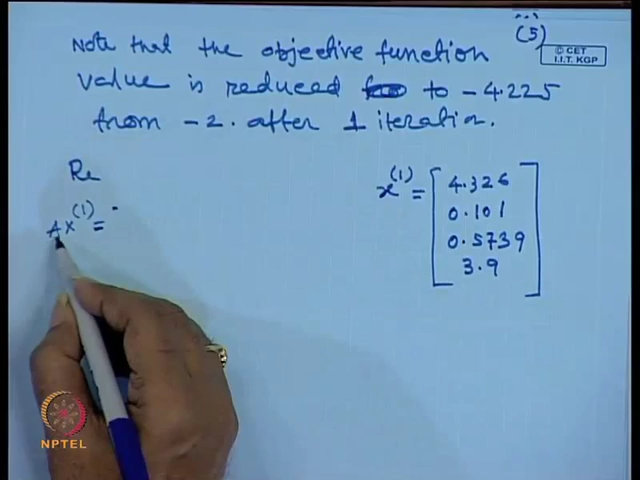 (5)
© CET
I.I.T. KGP
Note that the objective function
value is reduced to -4.225
from -2. after 1 iteration.
Re
x^(1) = [4.326
0.101
0.5739
3.9]
Ax^(1) =
NPTEL